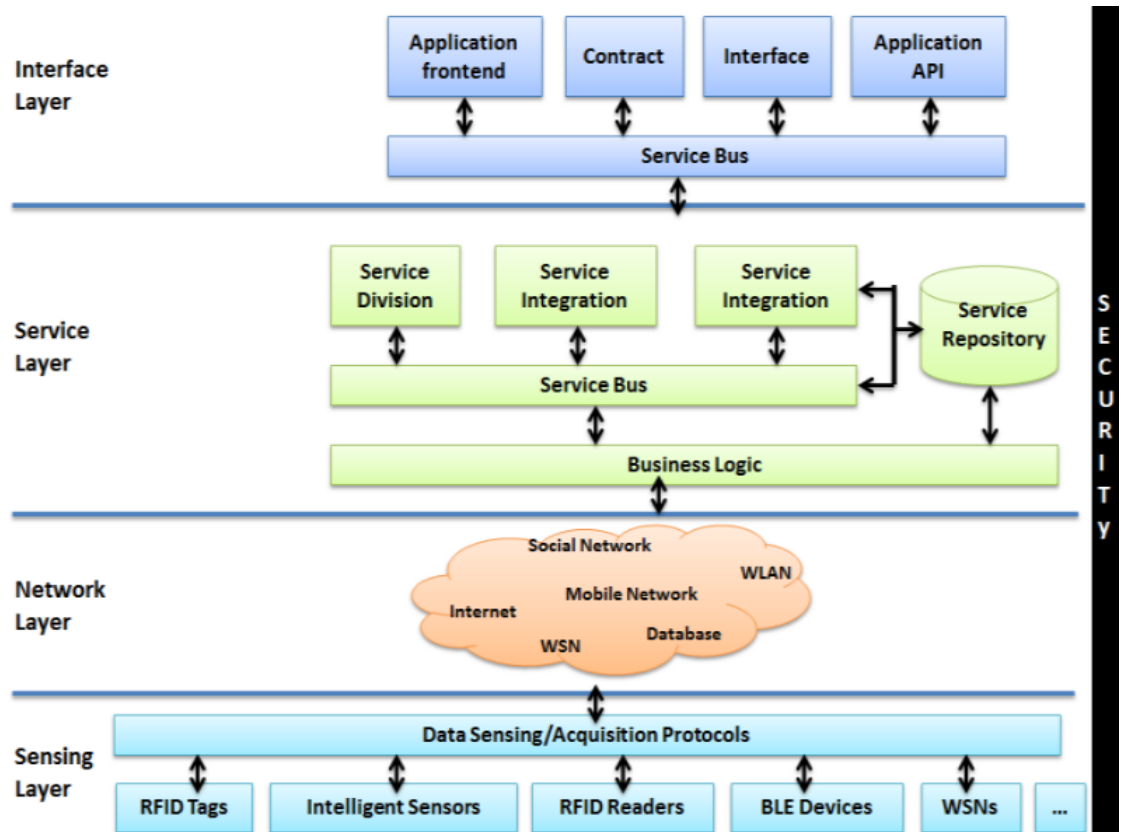 Interface
Layer
Application
frontend
Contract
Interface
Application
API
Service Bus
Service
Layer
Service
Division
Service
Integration
Service
Integration
Service
Repository
Service Bus
Business Logic
Network
Layer
Social Network
WLAN
Mobile Network
Internet
Database
WSN
Sensing
Layer
Data Sensing/Acquisition Protocols
RFID Tags
Intelligent Sensors
RFID Readers
BLE Devices
WSNs
...
S
E
C
U
R
I
T
y